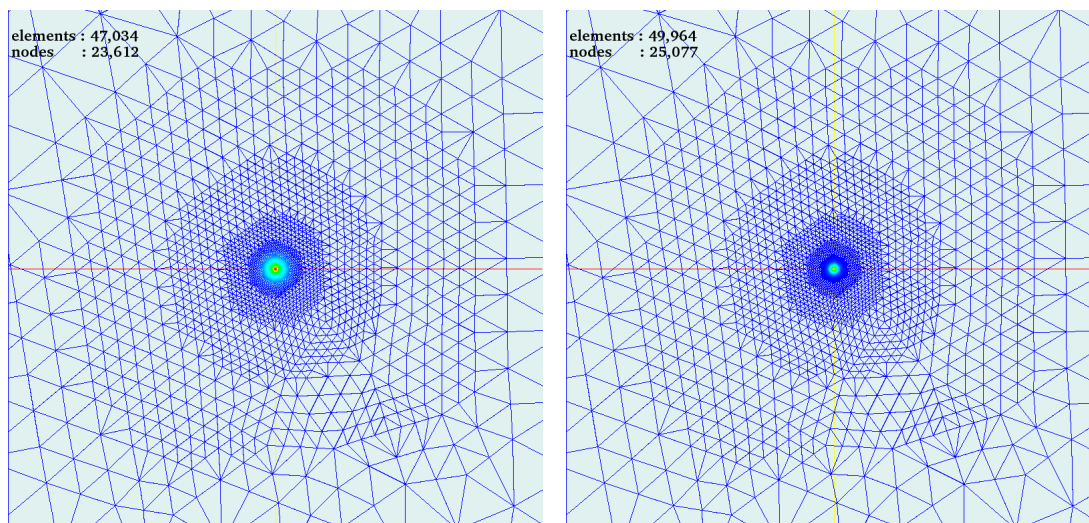 elements : 47,034
nodes : 23,612
elements : 49,964
nodes : 25,077